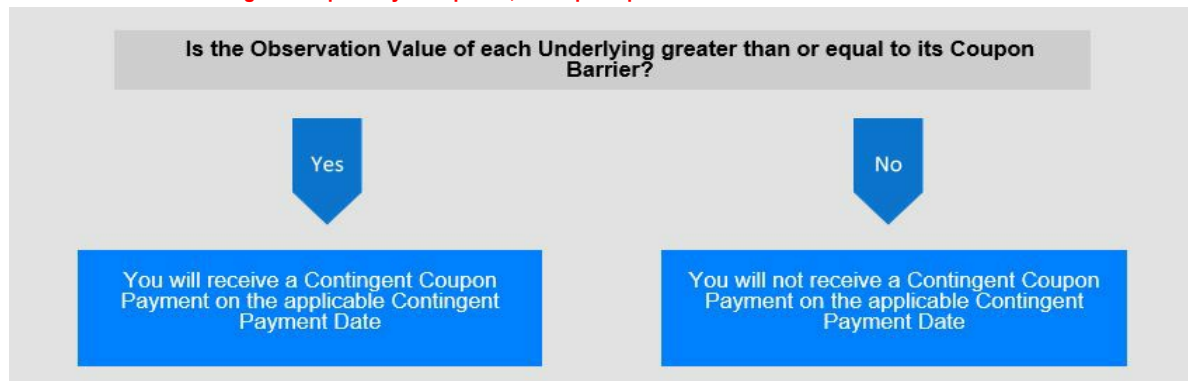 Is the Observation Value of each Underlying greater than or equal to its Coupon
Barrier?
Yes
No
You will receive a Contingent Coupon
Payment on the applicable Contingent
Payment Date
You will not receive a Contingent Coupon
Payment on the applicable Contingent
Payment Date